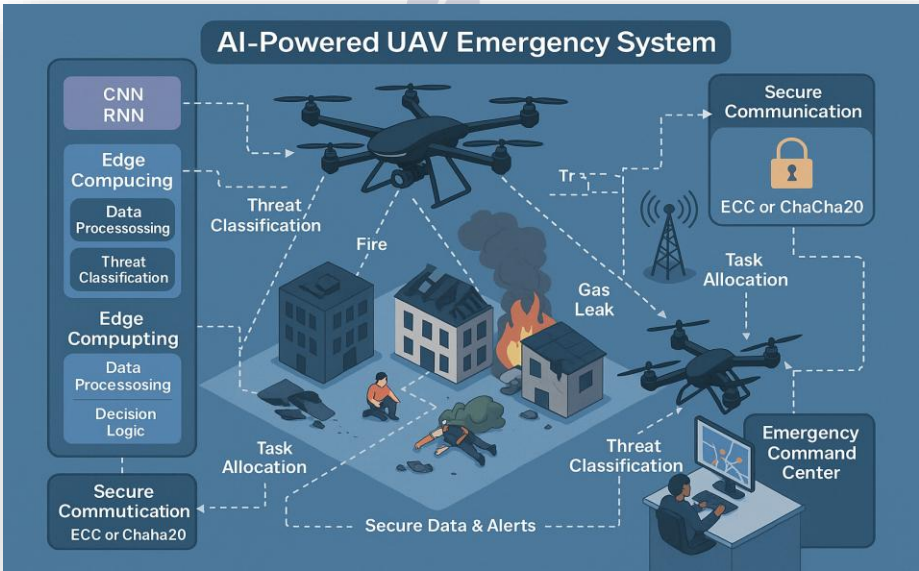 AI-Powered UAV Emergency System
CNN
RNN
Edge
Compucing
Data
Processossing
Threat
Classification
Edge
Compupting
Data
Processosing
Decision
Logic
Secure
Commutication
ECC or Chaha20
Threat
Classification
Fire
Gas
Leak
Tr
Secure
Communication
ECC or ChaCha20
Task
Allocation
Task
Allocation
Secure Data & Alerts
Threat
Classification
Emergency
Command
Center